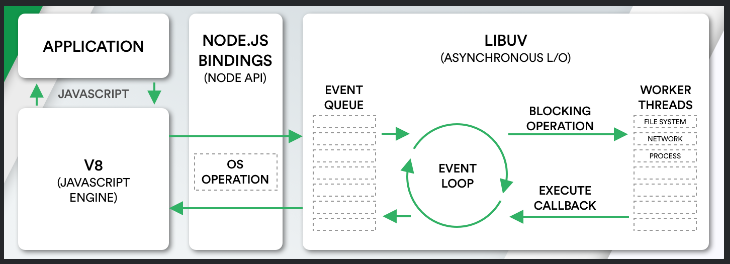 APPLICATION
JAVASCRIPT
V8
(JAVASCRIPT
ENGINE)
NODE.JS
BINDINGS
(NODE API)
OS
OPERATION
LIBUV
(ASYNCHRONOUS L/O)
EVENT
QUEUE
EVENT
LOOP
BLOCKING
OPERATION
EXECUTE
CALLBACK
WORKER
THREADS
FILE SYSTEM
NETWORK
PROCESS